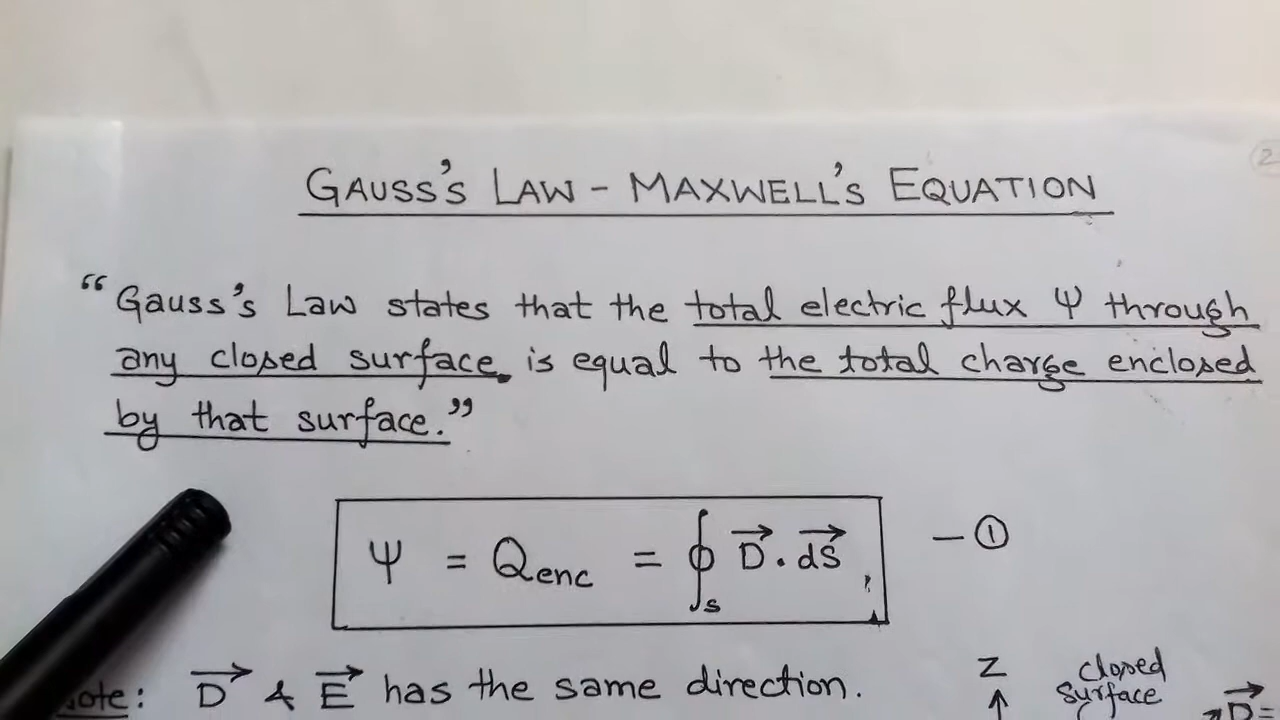 2
GAUSS'S LAW - MAXWELL'S EQUATION
“Gauss's Law states that the total electric flux Ψ through
any closed surface is equal to the total charge enclosed
by that surface.”
Ψ = Qenc = ∮s D⃗ . dS⃗ — ①
D⃗ & E⃗ has the same direction.
Z
closed
surface
D⃗ =